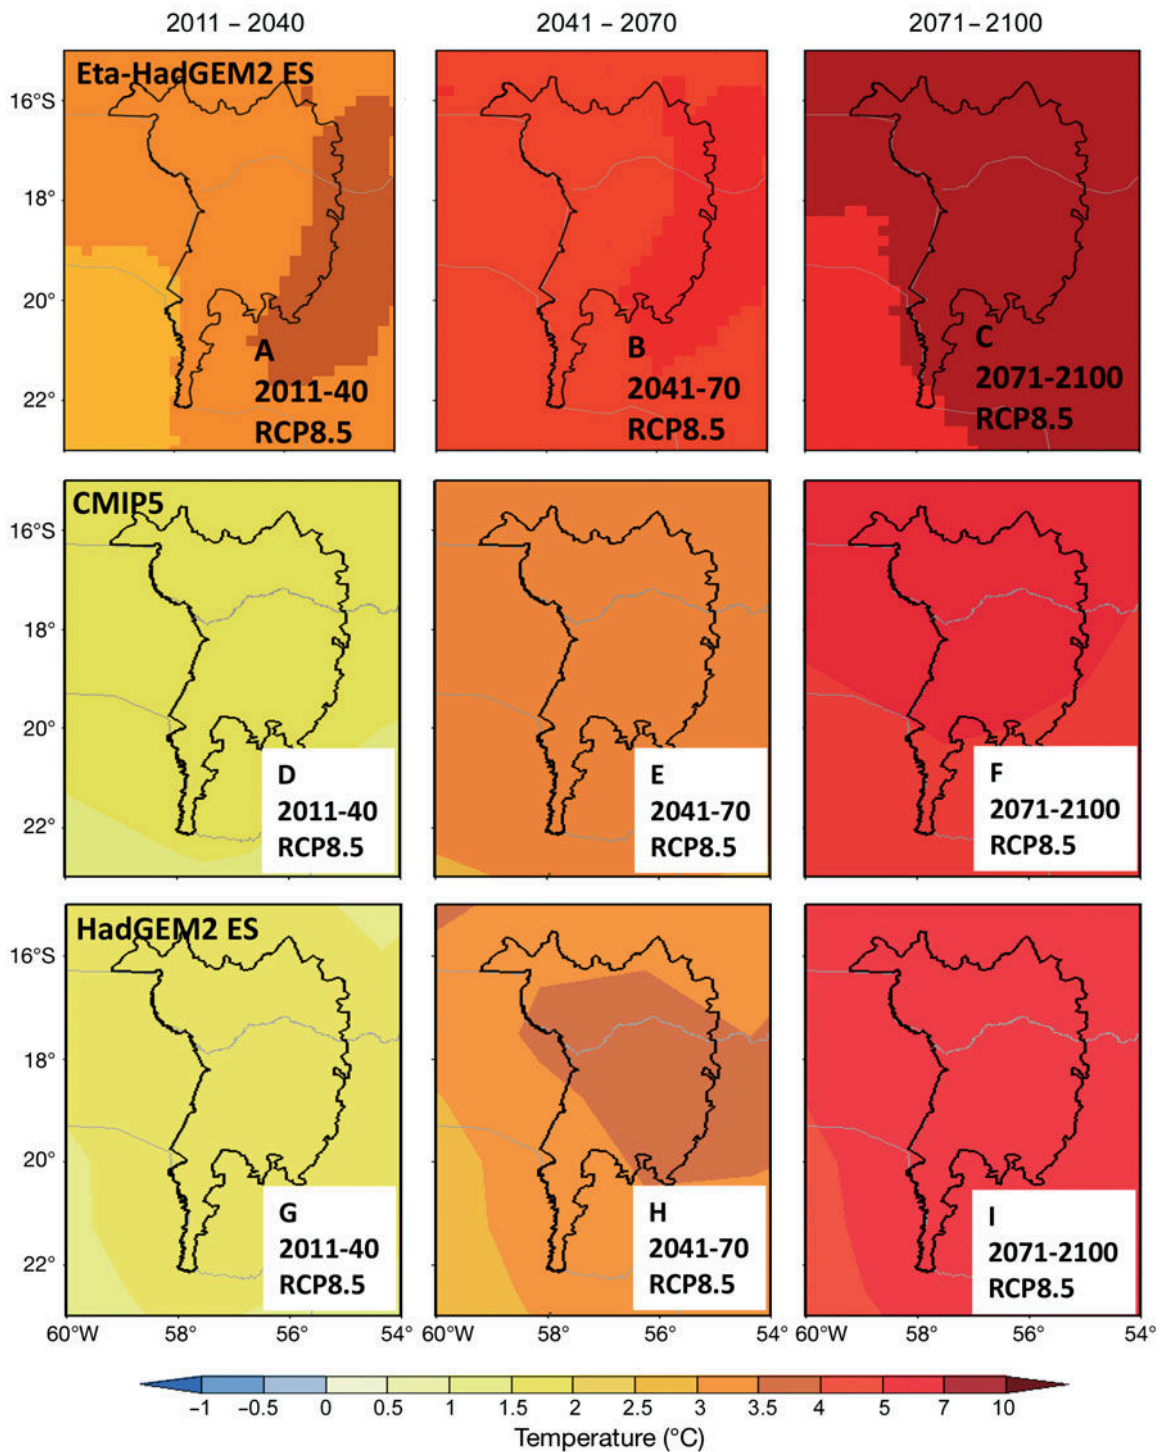 2011 – 2040 2041 – 2070 2071 – 2100
Eta-HadGEM2 ES
16°S
18°
20°
22°
A
2011-40
RCP8.5
B
2041-70
RCP8.5
C
2071-2100
RCP8.5
CMIP5
16°S
18°
20°
22°
D
2011-40
RCP8.5
E
2041-70
RCP8.5
F
2071-2100
RCP8.5
HadGEM2 ES
16°S
18°
20°
22°
G
2011-40
RCP8.5
H
2041-70
RCP8.5
I
2071-2100
RCP8.5
60°W 58° 56° 54° 58° 56° 54° 60°W 58° 56° 54°
−1 −0.5 0 0.5 1 1.5 2 2.5 3 3.5 4 5 7 10
Temperature (°C)